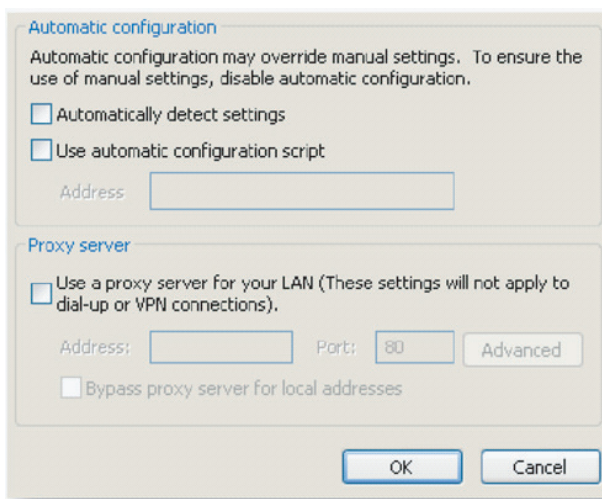 Automatic configuration
Automatic configuration may override manual settings. To ensure the
use of manual settings, disable automatic configuration.
Automatically detect settings
Use automatic configuration script
Address
Proxy server
Use a proxy server for your LAN (These settings will not apply to
dial-up or VPN connections).
Address: Port: 80 Advanced
Bypass proxy server for local addresses
OK Cancel